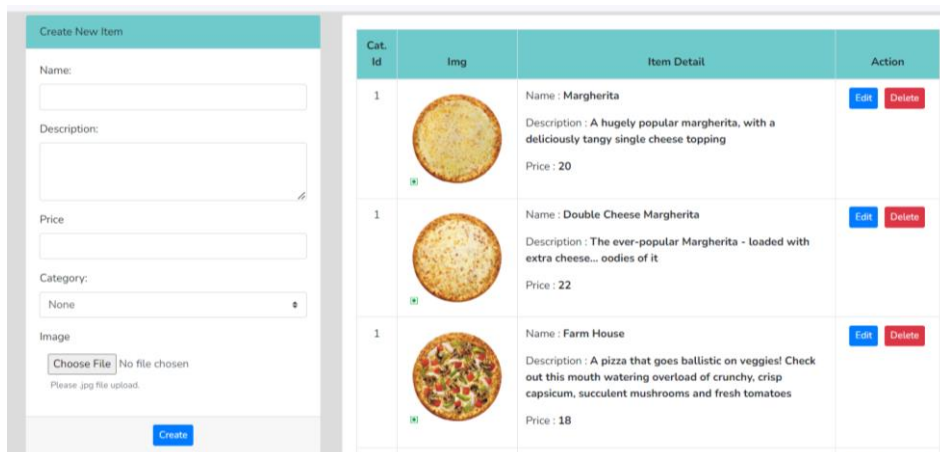 Create New Item
Name:
Description:
Price
Category:
None
Image
Choose File No file chosen
Please .jpg file upload.
Create
Cat. Id
Img
Item Detail
Action
1
Name : Margherita
Description : A hugely popular margherita, with a
deliciously tangy single cheese topping
Price : 20
Edit Delete
1
Name : Double Cheese Margherita
Description : The ever-popular Margherita - loaded with
extra cheese... oodies of it
Price : 22
Edit Delete
1
Name : Farm House
Description : A pizza that goes ballistic on veggies! Check
out this mouth watering overload of crunchy, crisp
capsicum, succulent mushrooms and fresh tomatoes
Price : 18
Edit Delete